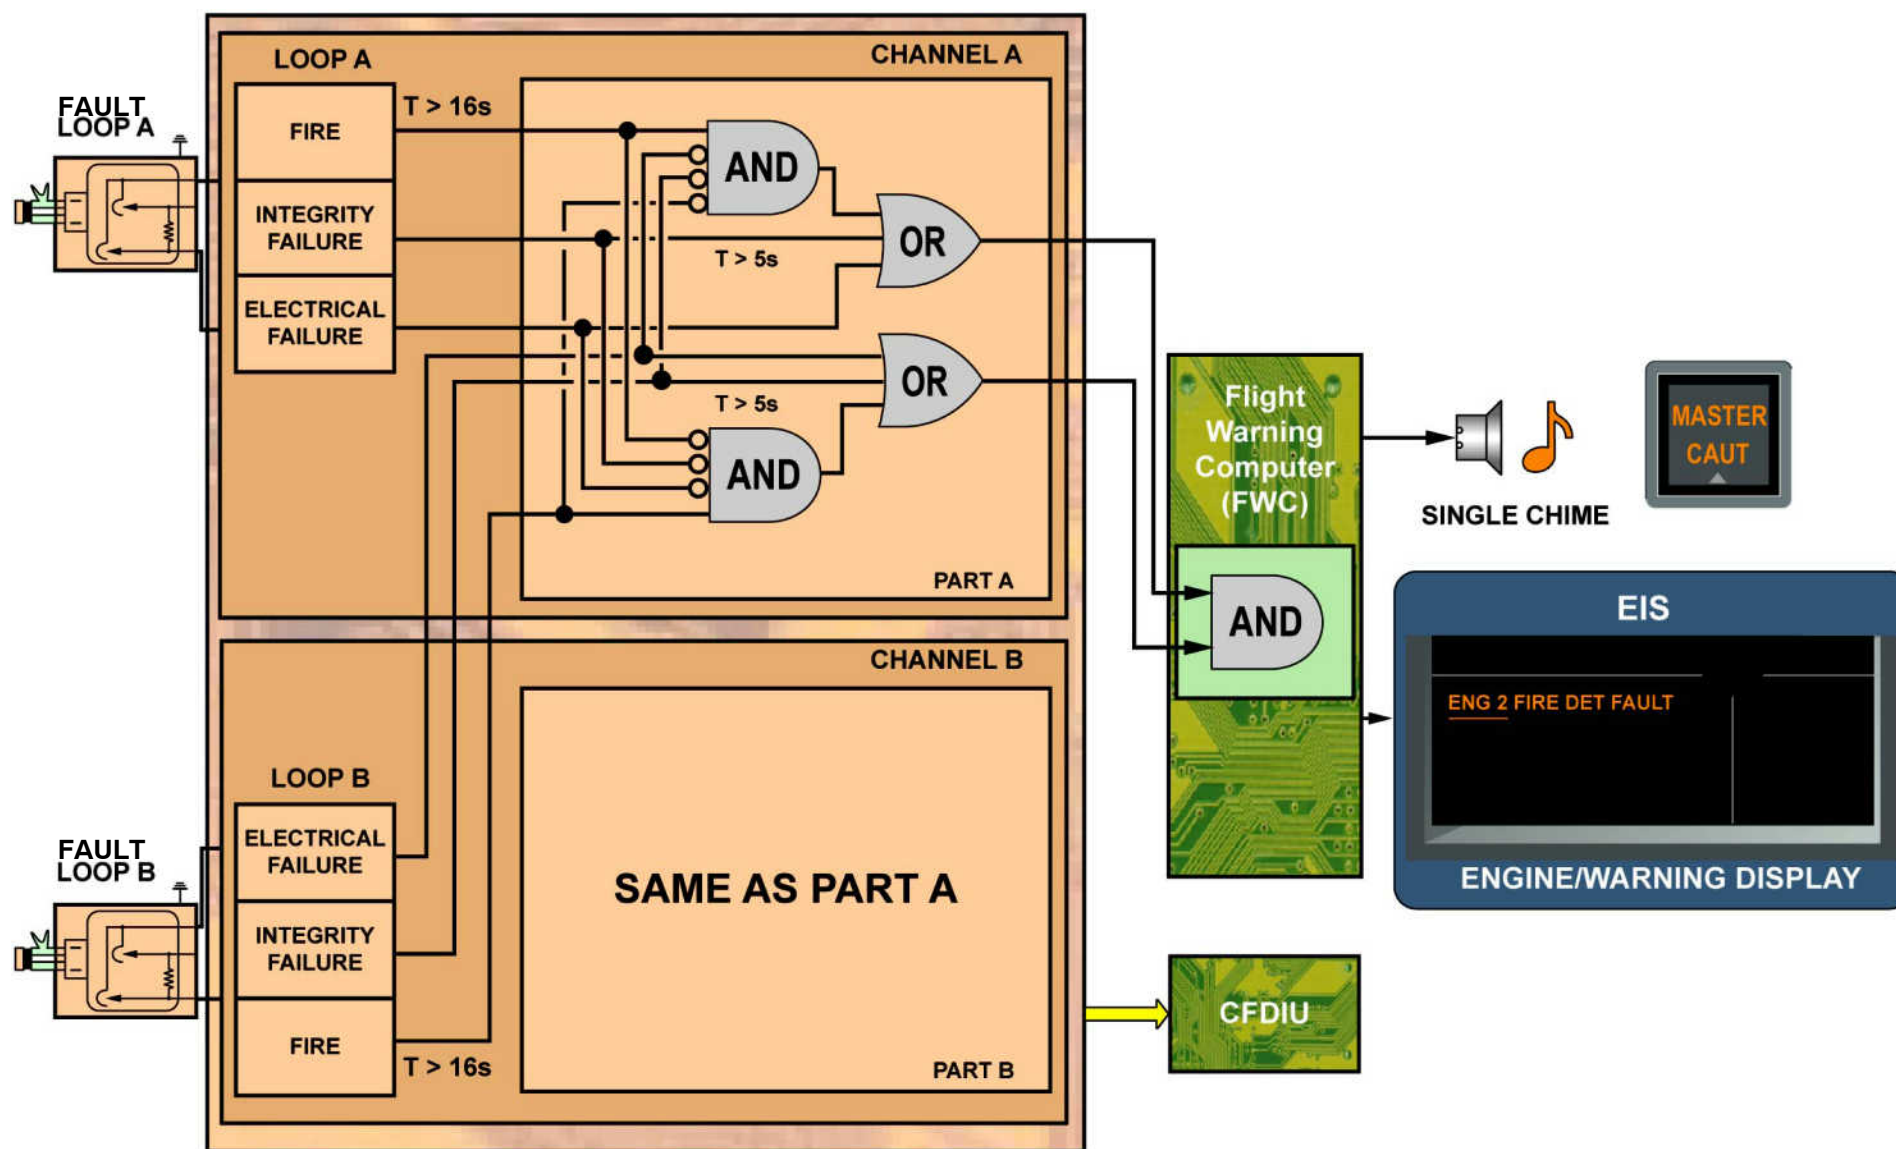 FAULT
LOOP A
LOOP A
CHANNEL A
FIRE
T > 16s
INTEGRITY
FAILURE
ELECTRICAL
FAILURE
AND
OR
T > 5s
OR
T > 5s
AND
PART A
Flight
Warning
Computer
(FWC)
AND
SINGLE CHIME
MASTER
CAUT
EIS
ENG 2 FIRE DET FAULT
ENGINE/WARNING DISPLAY
CHANNEL B
FAULT
LOOP B
LOOP B
ELECTRICAL
FAILURE
INTEGRITY
FAILURE
FIRE
T > 16s
SAME AS PART A
PART B
CFDIU